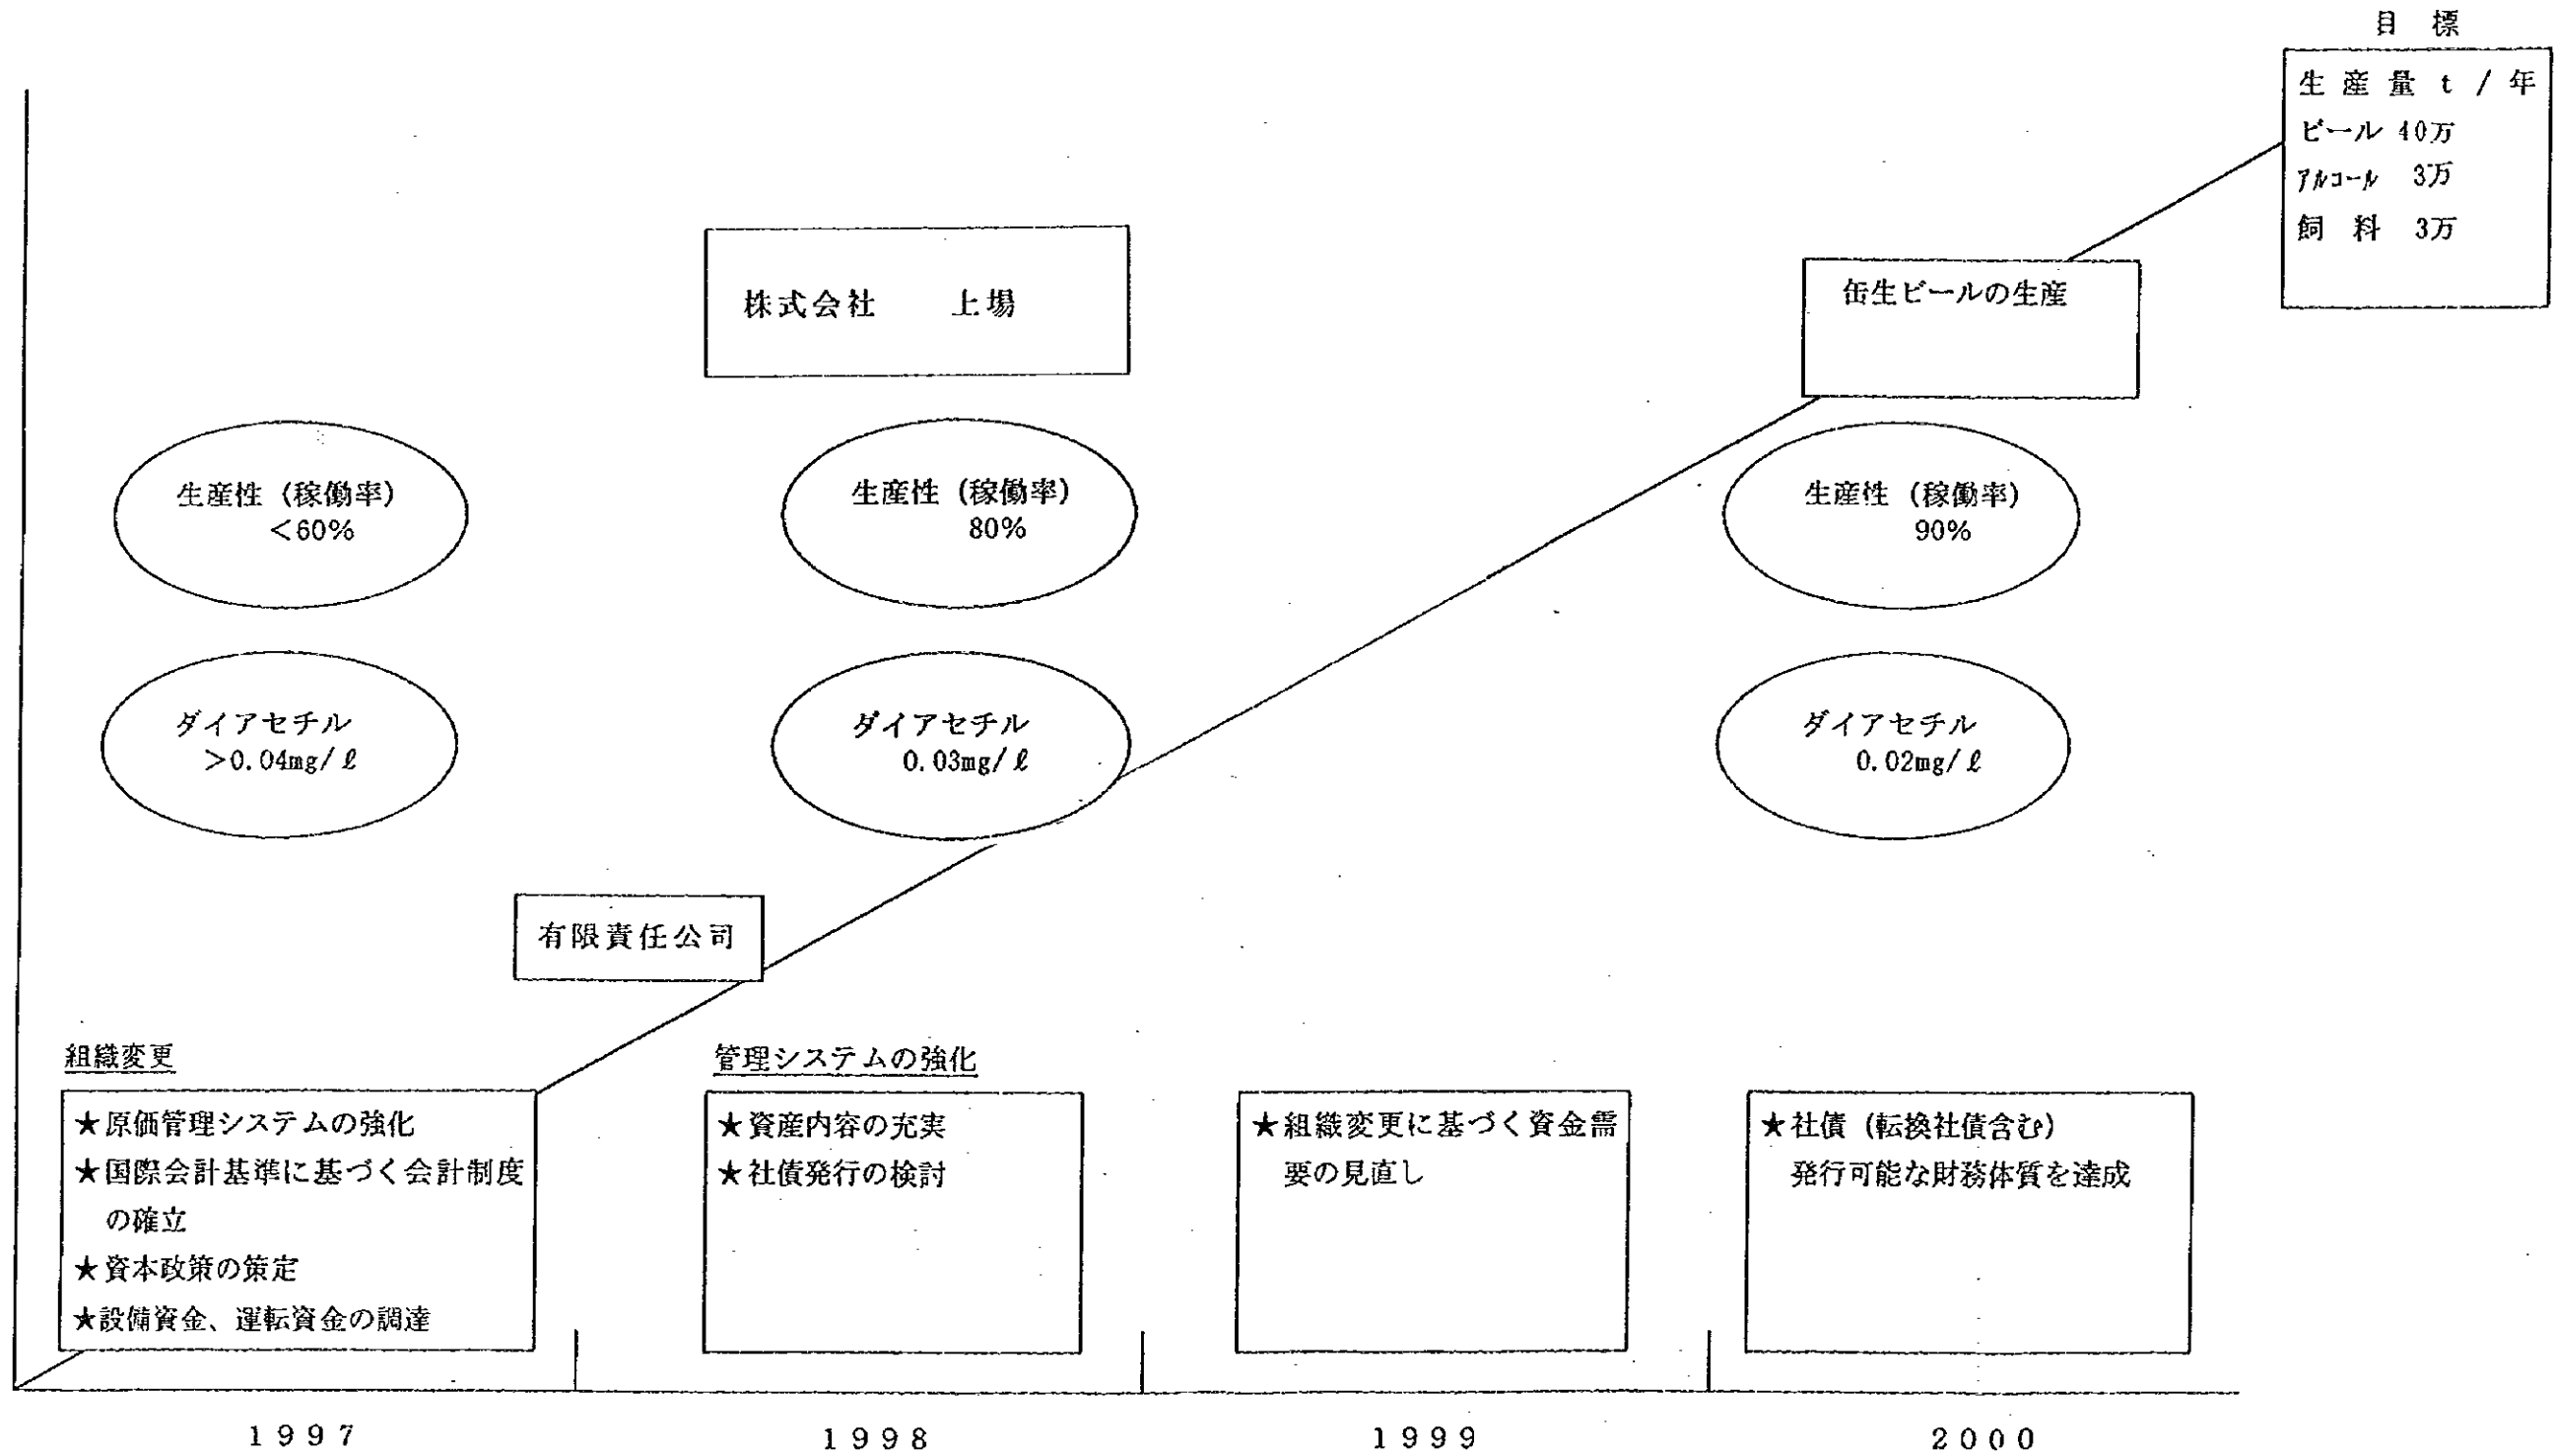 目標
生産量 t / 年
ビール 40万
アルコール 3万
飼料 3万
株式会社 上場
缶生ビールの生産
生産性 (稼働率)
<60%
生産性 (稼働率)
80%
生産性 (稼働率)
90%
ダイアセチル
>0.04mg/ℓ
ダイアセチル
0.03mg/ℓ
ダイアセチル
0.02mg/ℓ
有限責任公司
組織変更
★原価管理システムの強化
★国際会計基準に基づく会計制度
の確立
★資本政策の策定
★設備資金、運転資金の調達
管理システムの強化
★資産内容の充実
★社債発行の検討
★組織変更に基づく資金需
要の見直し
★社債 (転換社債含む)
発行可能な財務体質を達成
1997
1998
1999
2000